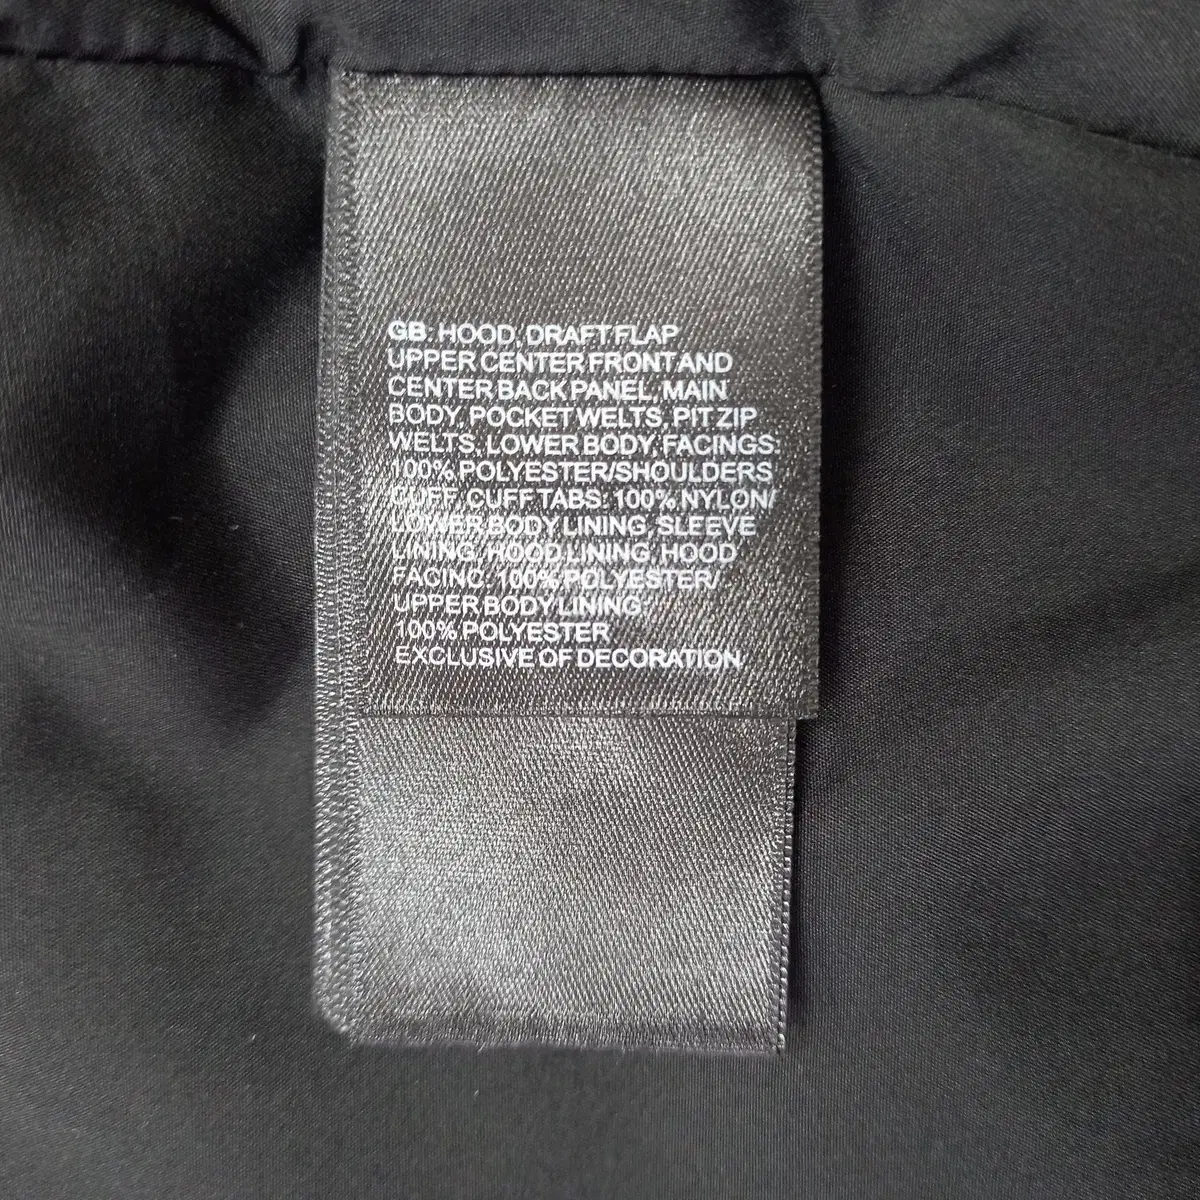 GB. HOOD, DRAFT FLAP
UPPER CENTER FRONT AND
CENTER BACK PANEL, MAIN
BODY, POCKET WELTS, PIT ZIP
WELTS, LOWER BODY, FACINGS:
100% POLYESTER/SHOULDERS
CUFF, CUFF TABS: 100% NYLON/
LOWER BODY LINING, SLEEVE
LINING, HOOD LINING, HOOD
FACING: 100% POLYESTER/
UPPER BODY LINING:
100% POLYESTER
EXCLUSIVE OF DECORATION